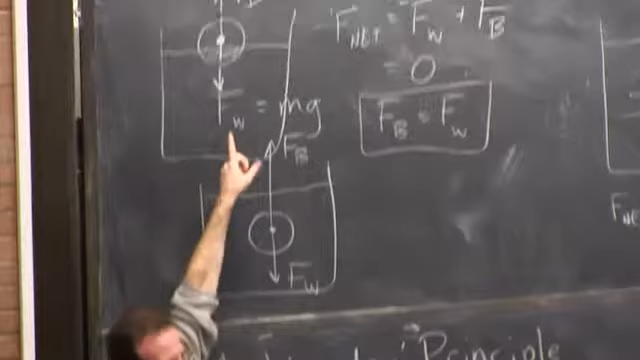 F_NET = F_W + F_B
= 0
F_W = mg
F_B = F_W
F_B
F_W
Principle